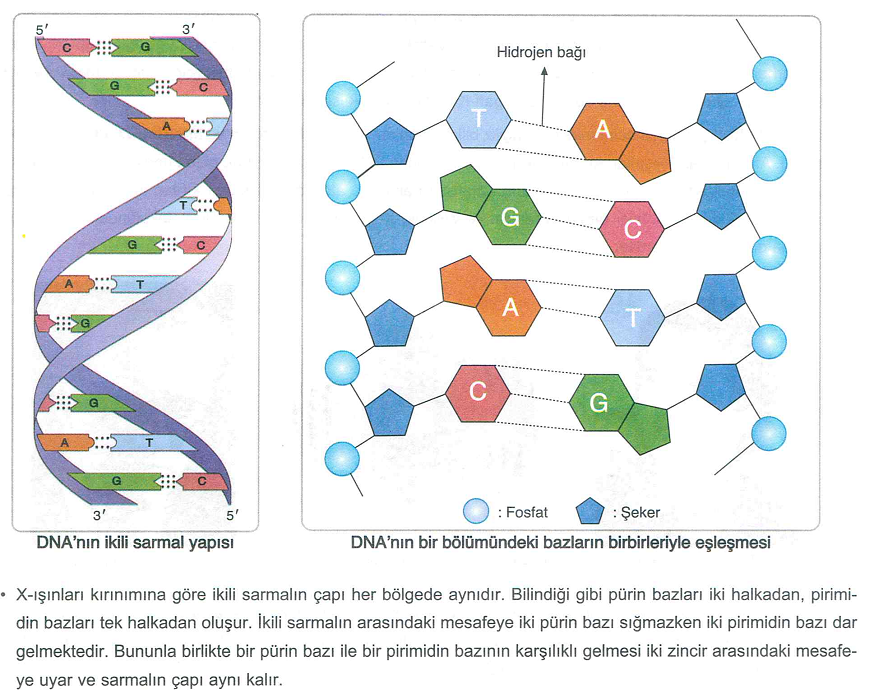 5′ 3′
C G
G C
A
T
G C
A T
G
G
A T
G C
3′ 5′
DNA'nın ikili sarmal yapısı
Hidrojen bağı
T A
G C
A T
C G
: Fosfat : Şeker
DNA'nın bir bölümündeki bazların birbirleriyle eşleşmesi
• X-ışınları kırınımına göre ikili sarmalın çapı her bölgede aynıdır. Bilindiği gibi pürin bazları iki halkadan, pirimi-
din bazları tek halkadan oluşur. İkili sarmalın arasındaki mesafeye iki pürin bazı sığmazken iki pirimidin bazı dar
gelmektedir. Bununla birlikte bir pürin bazı ile bir pirimidin bazının karşılıklı gelmesi iki zincir arasındaki mesafe-
ye uyar ve sarmalın çapı aynı kalır.